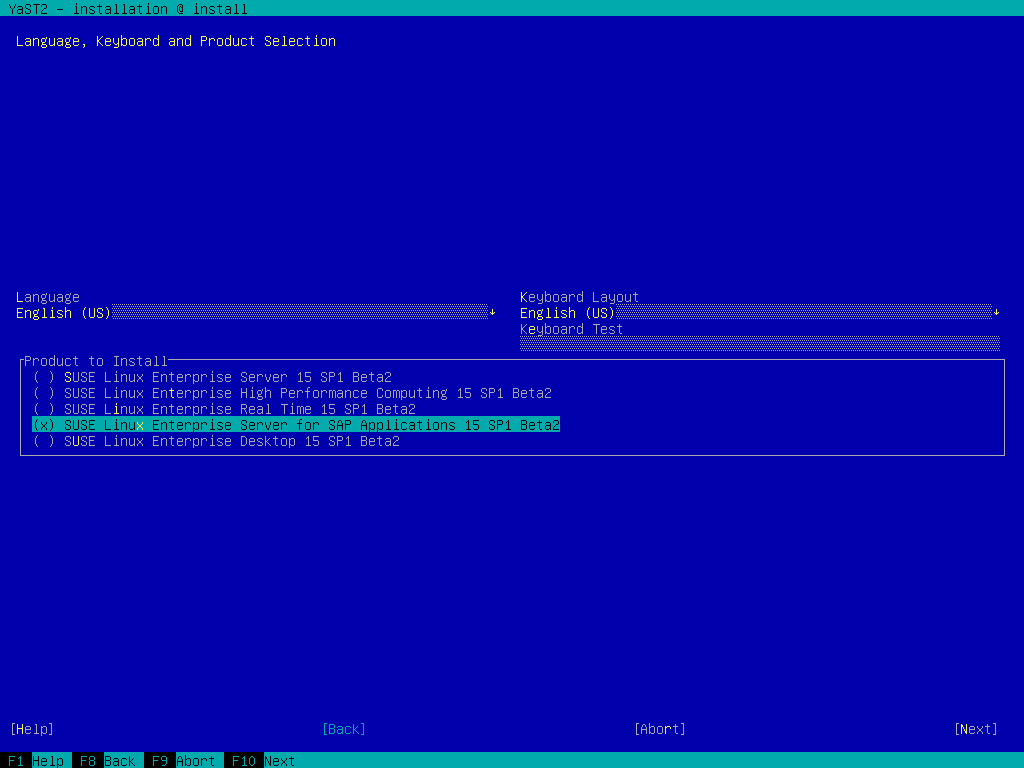 YaST2 - installation @ install
Language, Keyboard and Product Selection
Language
English (US)
Keyboard Layout
English (US)
Keyboard Test
Product to Install
( ) SUSE Linux Enterprise Server 15 SP1 Beta2
( ) SUSE Linux Enterprise High Performance Computing 15 SP1 Beta2
( ) SUSE Linux Enterprise Real Time 15 SP1 Beta2
(x) SUSE Linux Enterprise Server for SAP Applications 15 SP1 Beta2
( ) SUSE Linux Enterprise Desktop 15 SP1 Beta2
[Help] [Back] [Abort] [Next]
F1 Help F8 Back F9 Abort F10 Next